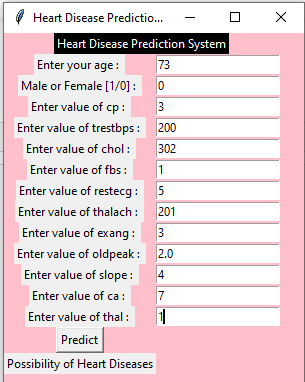 Heart Disease Predictio...
Heart Disease Prediction System
Enter your age : 73
Male or Female [1/0] : 0
Enter value of cp : 3
Enter value of trestbps : 200
Enter value of chol : 302
Enter value of fbs : 1
Enter value of restecg : 5
Enter value of thalach : 201
Enter value of exang : 3
Enter value of oldpeak : 2.0
Enter value of slope : 4
Enter value of ca : 7
Enter value of thal : 1
Predict
Possibility of Heart Diseases